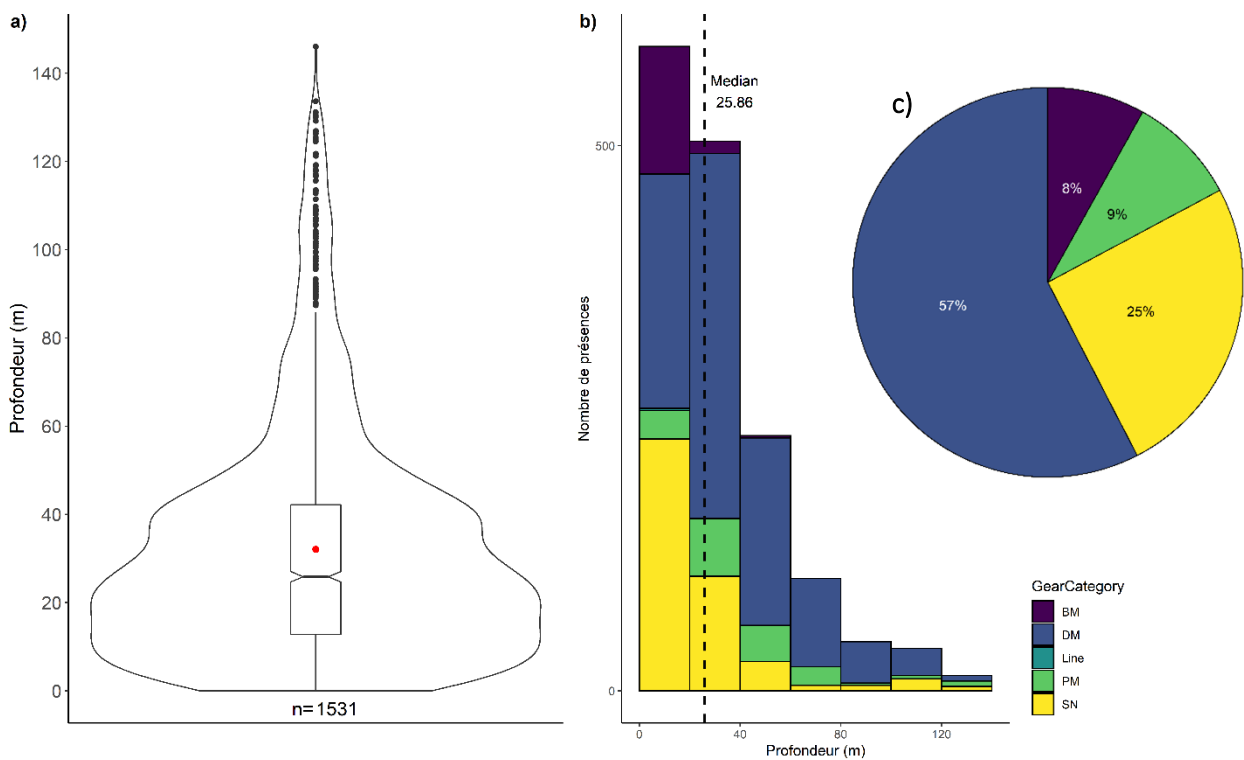 a)
140
120
100
80
60
40
20
0
Profondeur (m)
n=1531
b)
500
0
Nombre de présences
Median
25.86
0
40
80
120
Profondeur (m)
c)
8%
9%
25%
57%
GearCategory
BM
DM
Line
PM
SN